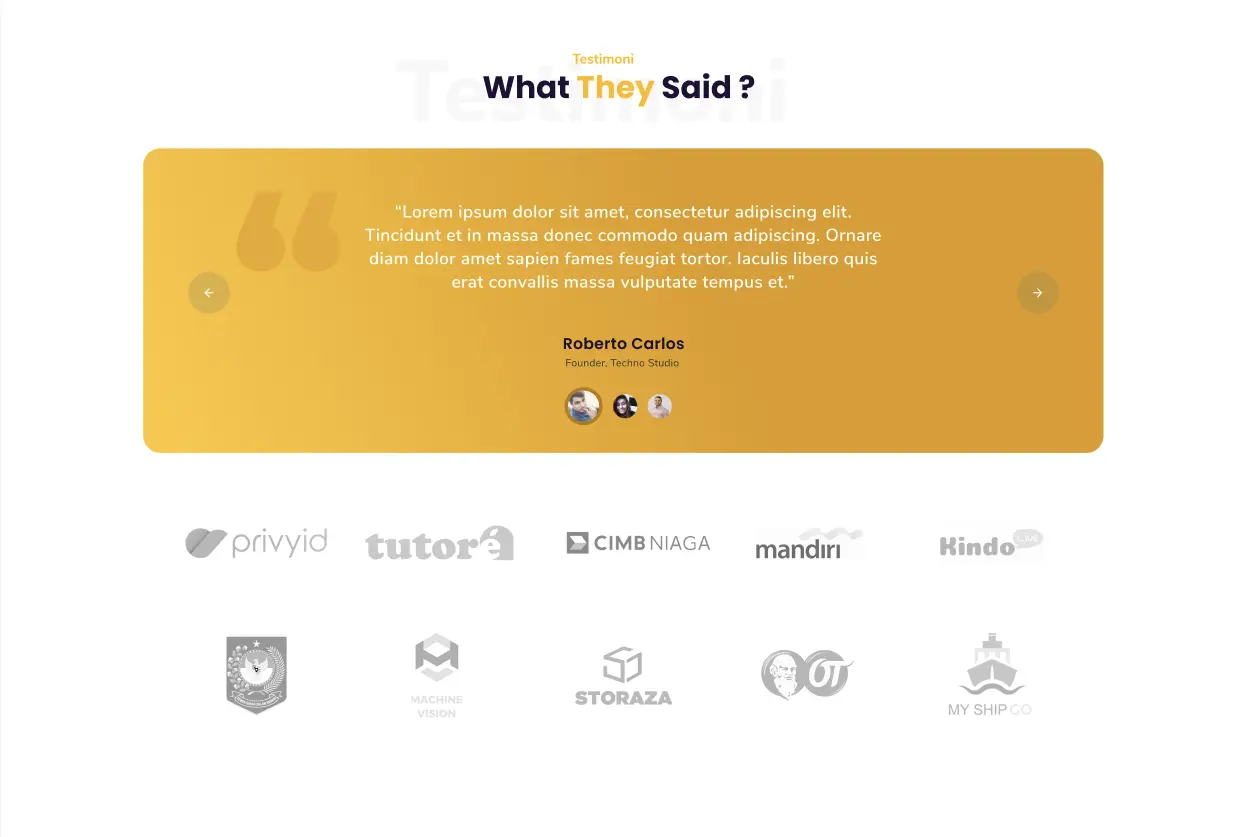 Testimoni
Testimoni
What They Said ?
“Lorem ipsum dolor sit amet, consectetur adipiscing elit.
Tincidunt et in massa donec commodo quam adipiscing. Ornare
diam dolor amet sapien fames feugiat tortor. Iaculis libero quis
erat convallis massa vulputate tempus et.”
Roberto Carlos
Founder, Techno Studio
privyid
tutoré
CIMB NIAGA
mandırı
Kindo LIVE
MACHINE
VISION
STORAZA
OT
MY SHIP GO